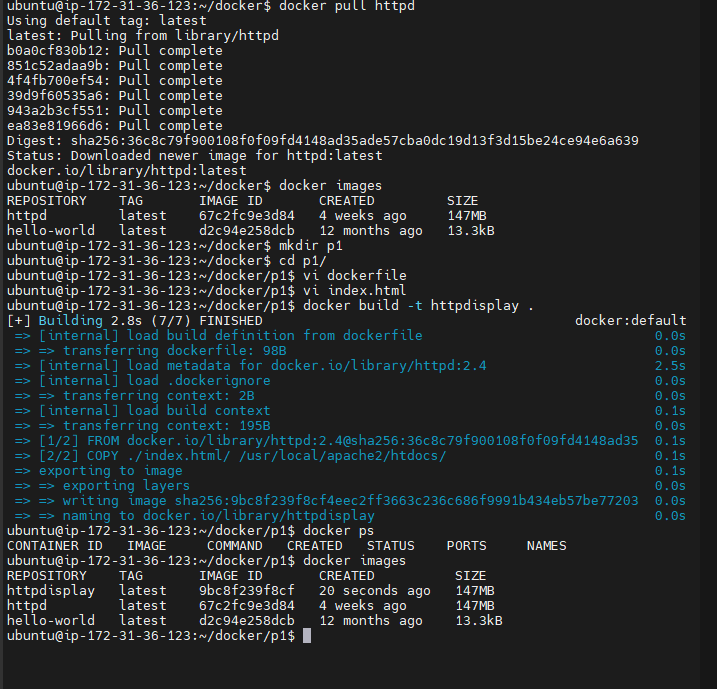 ubuntu@ip-172-31-36-123:~/docker$ docker pull httpd
Using default tag: latest
latest: Pulling from library/httpd
b0a0cf830b12: Pull complete
851c52adaa9b: Pull complete
4f4fb700ef54: Pull complete
39d9f60535a6: Pull complete
943a2b3cf551: Pull complete
ea83e81966d6: Pull complete
Digest: sha256:36c8c79f900108f0f09fd4148ad35ade57cba0dc19d13f3d15be24ce94e6a639
Status: Downloaded newer image for httpd:latest
docker.io/library/httpd:latest
ubuntu@ip-172-31-36-123:~/docker$ docker images
REPOSITORY    TAG       IMAGE ID       CREATED         SIZE
httpd         latest    67c2fc9e3d84   4 weeks ago     147MB
hello-world   latest    d2c94e258dcb   12 months ago   13.3kB
ubuntu@ip-172-31-36-123:~/docker$ mkdir p1
ubuntu@ip-172-31-36-123:~/docker$ cd p1/
ubuntu@ip-172-31-36-123:~/docker/p1$ vi dockerfile
ubuntu@ip-172-31-36-123:~/docker/p1$ vi index.html
ubuntu@ip-172-31-36-123:~/docker/p1$ docker build -t httpdisplay .
[+] Building 2.8s (7/7) FINISHED                                       docker:default
 => [internal] load build definition from dockerfile                             0.0s
 => => transferring dockerfile: 98B                                              0.0s
 => [internal] load metadata for docker.io/library/httpd:2.4                     2.5s
 => [internal] load .dockerignore                                                0.0s
 => => transferring context: 2B                                                  0.0s
 => [internal] load build context                                                0.1s
 => => transferring context: 195B                                                0.0s
 => [1/2] FROM docker.io/library/httpd:2.4@sha256:36c8c79f900108f0f09fd4148ad35  0.1s
 => [2/2] COPY ./index.html/ /usr/local/apache2/htdocs/                          0.1s
 => exporting to image                                                           0.1s
 => => exporting layers                                                          0.0s
 => => writing image sha256:9bc8f239f8cf4eec2ff3663c236c686f9991b434eb57be77203  0.0s
 => => naming to docker.io/library/httpdisplay                                   0.0s
ubuntu@ip-172-31-36-123:~/docker/p1$ docker ps
CONTAINER ID   IMAGE     COMMAND   CREATED   STATUS    PORTS     NAMES
ubuntu@ip-172-31-36-123:~/docker/p1$ docker images
REPOSITORY    TAG       IMAGE ID       CREATED          SIZE
httpdisplay   latest    9bc8f239f8cf   20 seconds ago   147MB
httpd         latest    67c2fc9e3d84   4 weeks ago      147MB
hello-world   latest    d2c94e258dcb   12 months ago    13.3kB
ubuntu@ip-172-31-36-123:~/docker/p1$